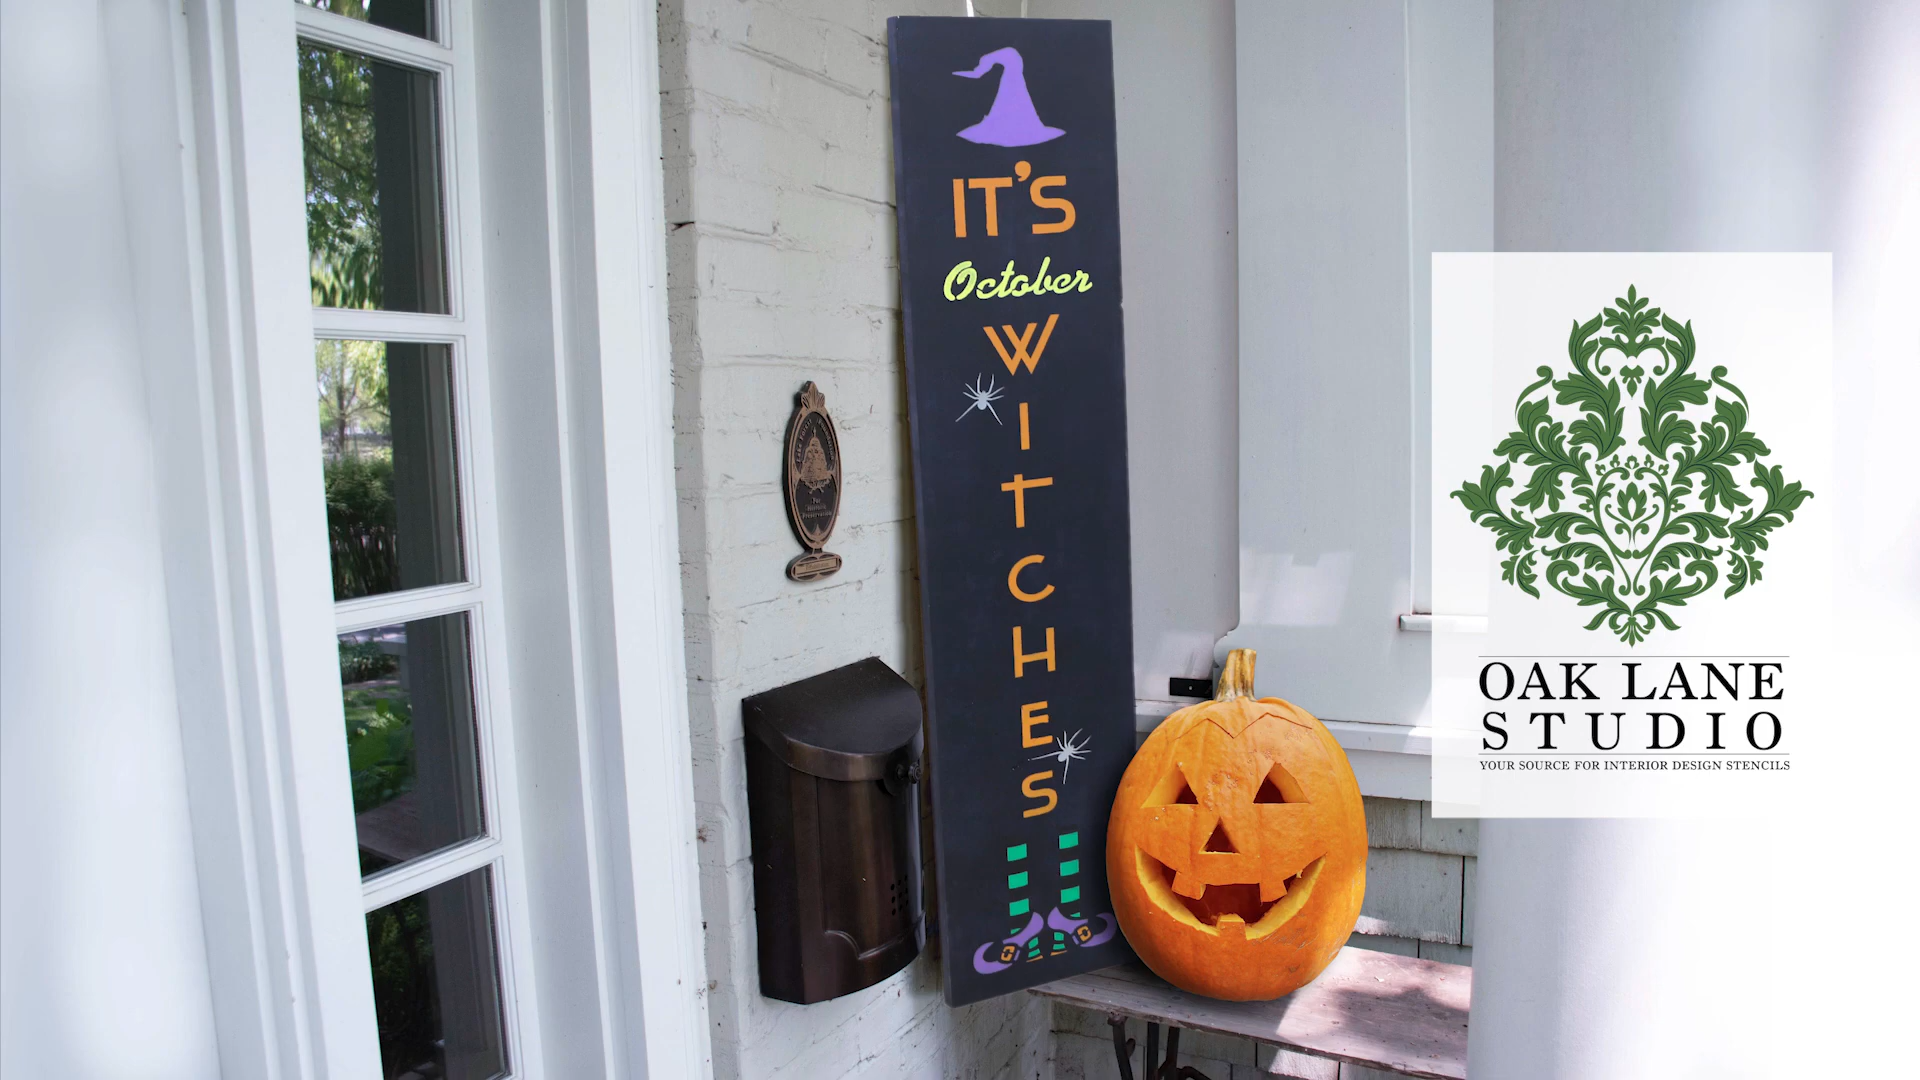 IT'S
October
WITCHES
OAK LANE
STUDIO
YOUR SOURCE FOR INTERIOR DESIGN STENCILS